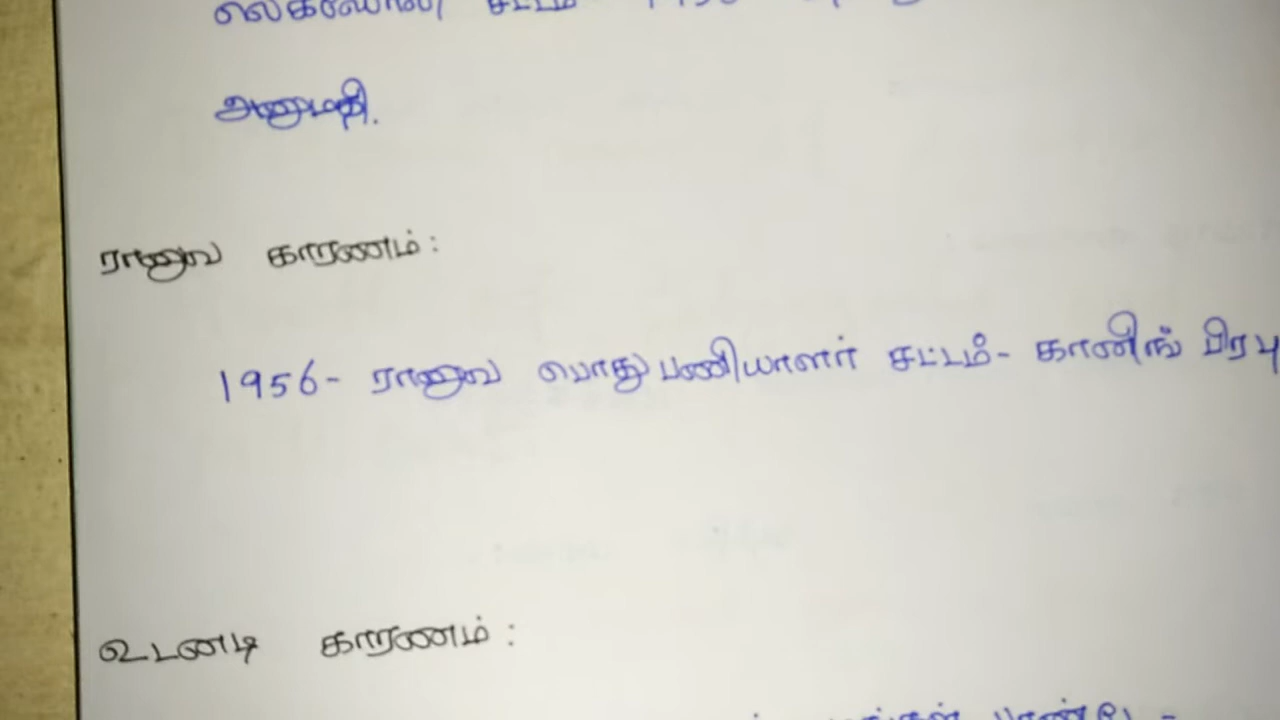 அனுமதி.
ராணுவ காரணம் :
1956- ராணுவ பொதுபணியாளர் சட்டம்- கானிங் பிரபு
உடனடி காரணம் :